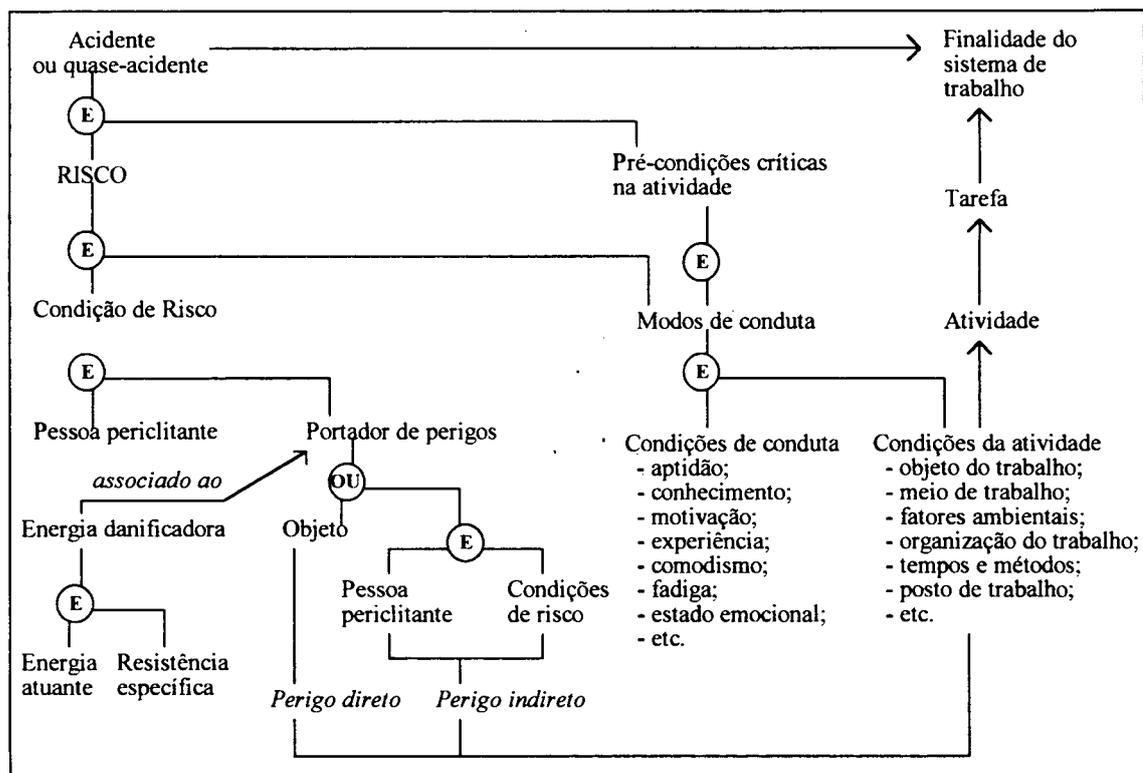 Acidente
ou quase-acidente
Finalidade do
sistema de
trabalho
E
RISCO
Pré-condições críticas
na atividade
Tarefa
E
E
Condição de Risco
Modos de conduta
Atividade
E
E
Pessoa periclitante
Portador de perigos
associado ao
OU
Energia danificadora
Objeto
E
Pessoa
periclitante
Condições
de risco
E
Energia
atuante
Resistência
específica
Perigo direto
Perigo indireto
Condições de conduta
- aptidão;
- conhecimento;
- motivação;
- experiência;
- comodismo;
- fadiga;
- estado emocional;
- etc.
Condições da atividade
- objeto do trabalho;
- meio de trabalho;
- fatores ambientais;
- organização do trabalho;
- tempos e métodos;
- posto de trabalho;
- etc.